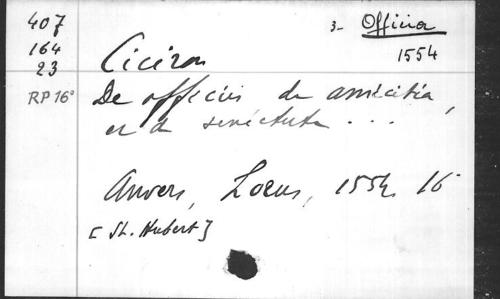 407
164
23
RP 16°
3- Officia
1554
Ciceron
De officiis de amicitia,
et de senectute ...
Anvers, Loeus, 1554 16°
[St. Hubert]